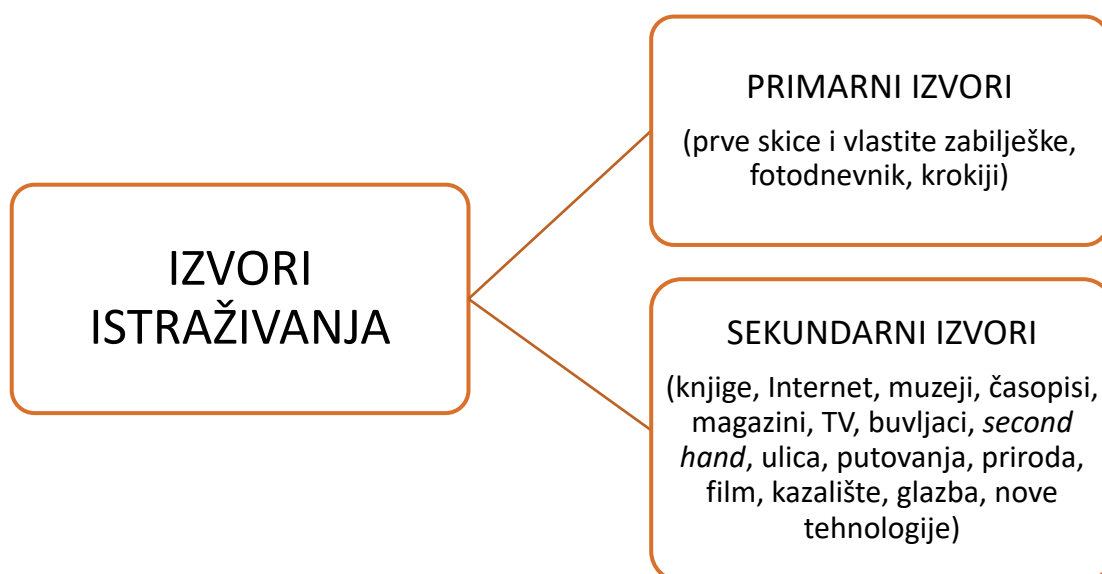 IZVORI
ISTRAŽIVANJA
PRIMARNI IZVORI
(prve skice i vlastite zabilješke,
fotodnevnik, krokiji)
SEKUNDARNI IZVORI
(knjige, Internet, muzeji, časopisi,
magazini, TV, buvljaci, second
hand, ulica, putovanja, priroda,
film, kazalište, glazba, nove
tehnologije)